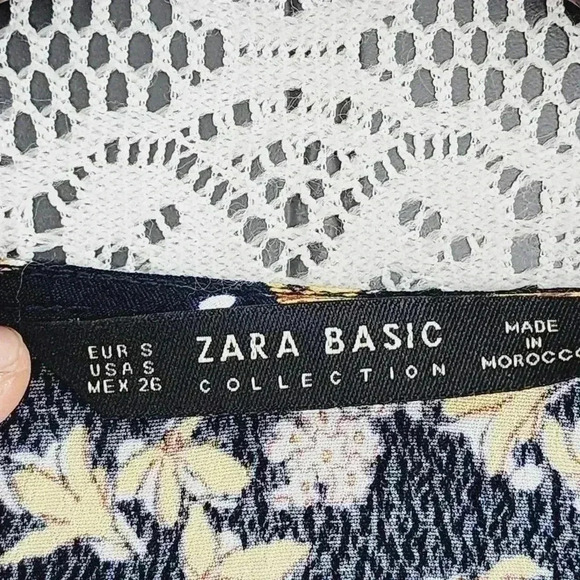 EUR S
USA S
MEX 26
ZARA BASIC
COLLECTION
MADE
IN
MOROCCO